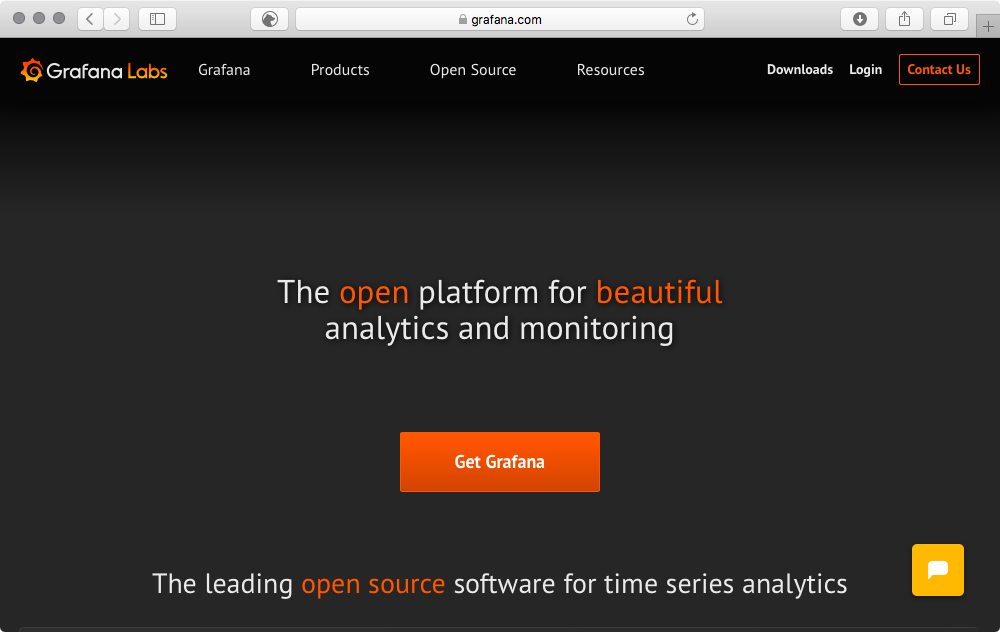 grafana.com
Grafana Labs
Grafana
Products
Open Source
Resources
Downloads
Login
Contact Us
The open platform for beautiful
analytics and monitoring
Get Grafana
The leading open source software for time series analytics